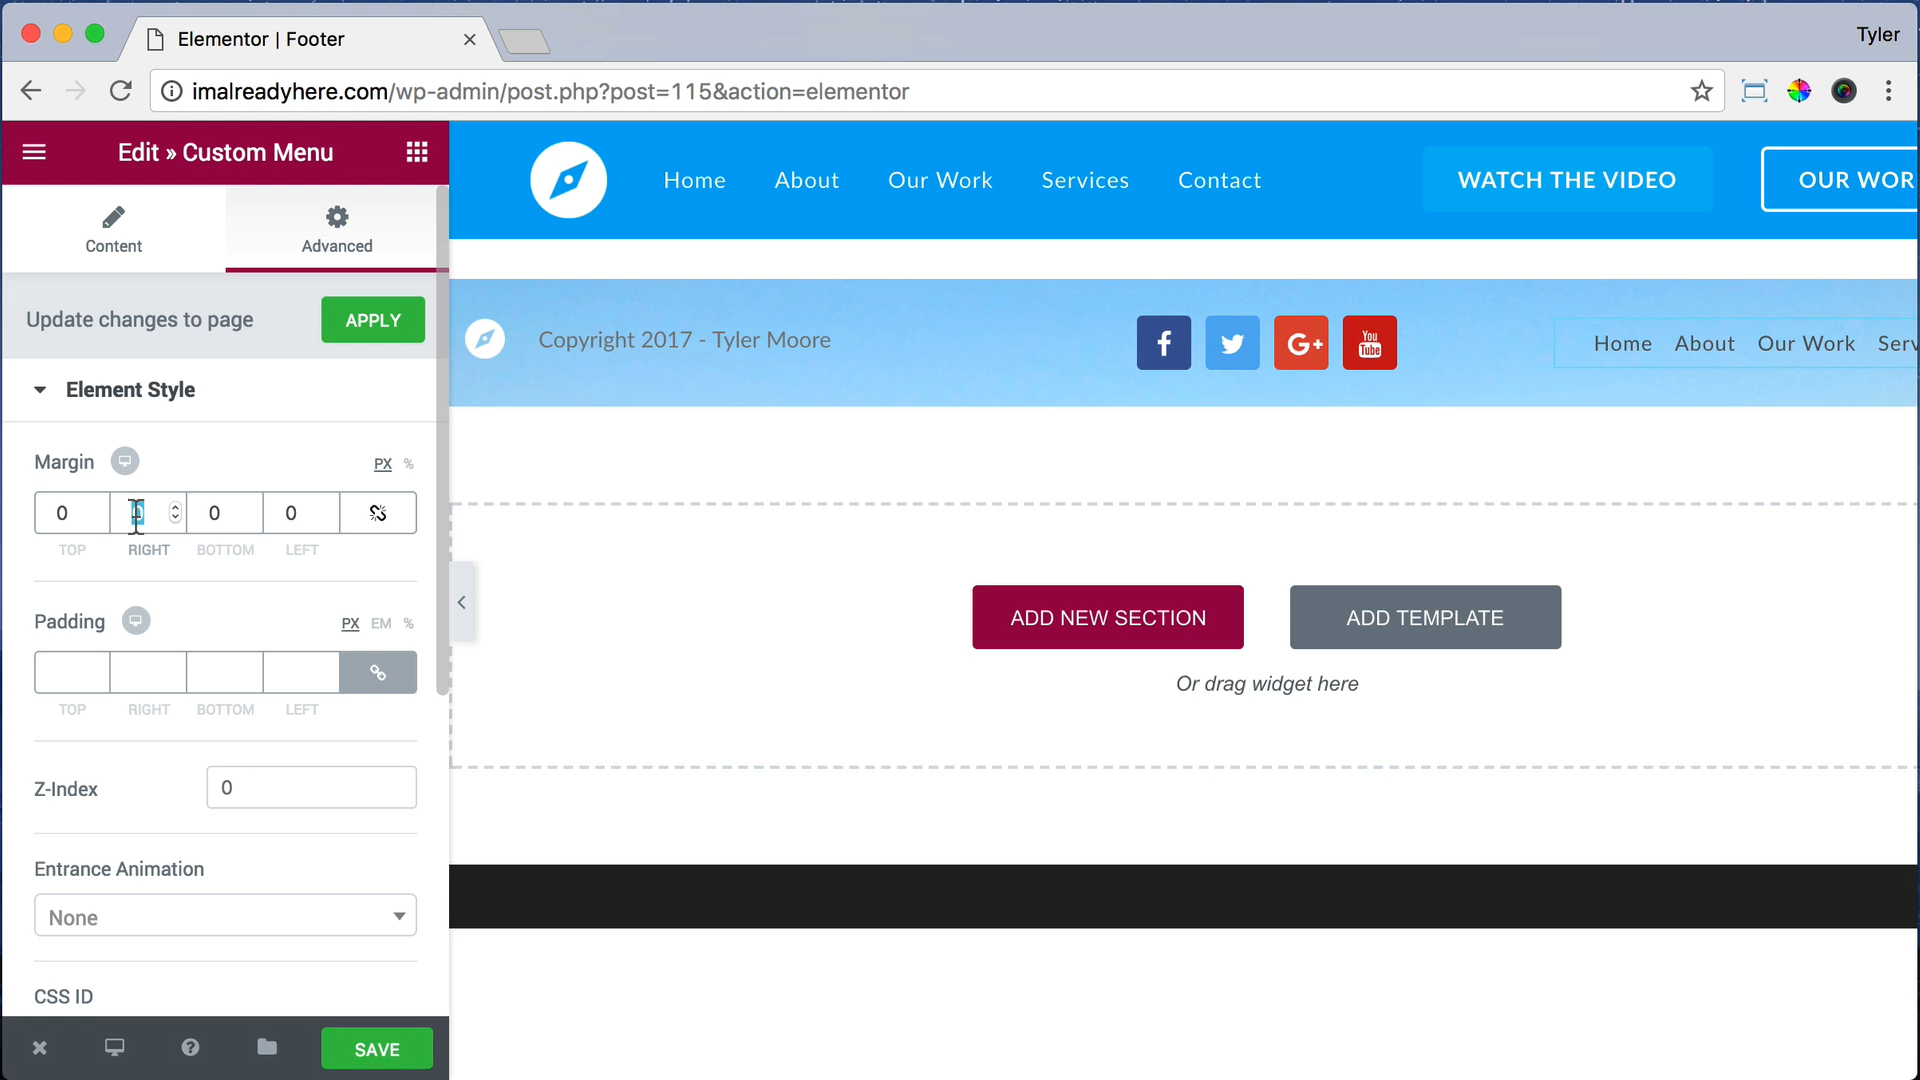 Elementor | Footer
Tyler
imalreadyhere.com/wp-admin/post.php?post=115&action=elementor
Edit » Custom Menu
Home About Our Work Services Contact
WATCH THE VIDEO
OUR WOR
Content
Advanced
Update changes to page
APPLY
Copyright 2017 - Tyler Moore
f
G+
You
Tube
Home About Our Work Serv
Element Style
Margin
PX %
0 0 0 0
TOP RIGHT BOTTOM LEFT
Padding
PX EM %
TOP RIGHT BOTTOM LEFT
ADD NEW SECTION
ADD TEMPLATE
Or drag widget here
Z-Index
0
Entrance Animation
None
CSS ID
SAVE